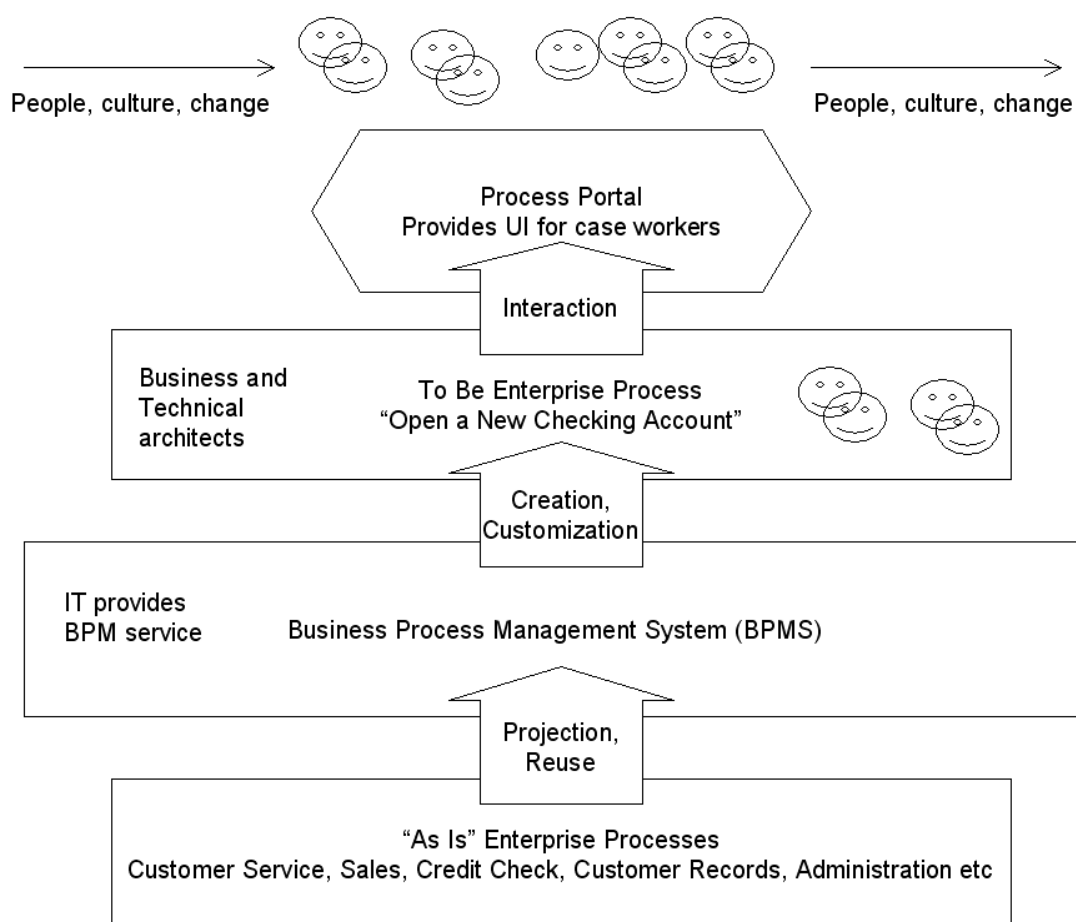 People, culture, change
People, culture, change
Process Portal
Provides UI for case workers
Interaction
Business and
Technical
architects
To Be Enterprise Process
“Open a New Checking Account”
Creation,
Customization
IT provides
BPM service
Business Process Management System (BPMS)
Projection,
Reuse
“As Is” Enterprise Processes
Customer Service, Sales, Credit Check, Customer Records, Administration etc